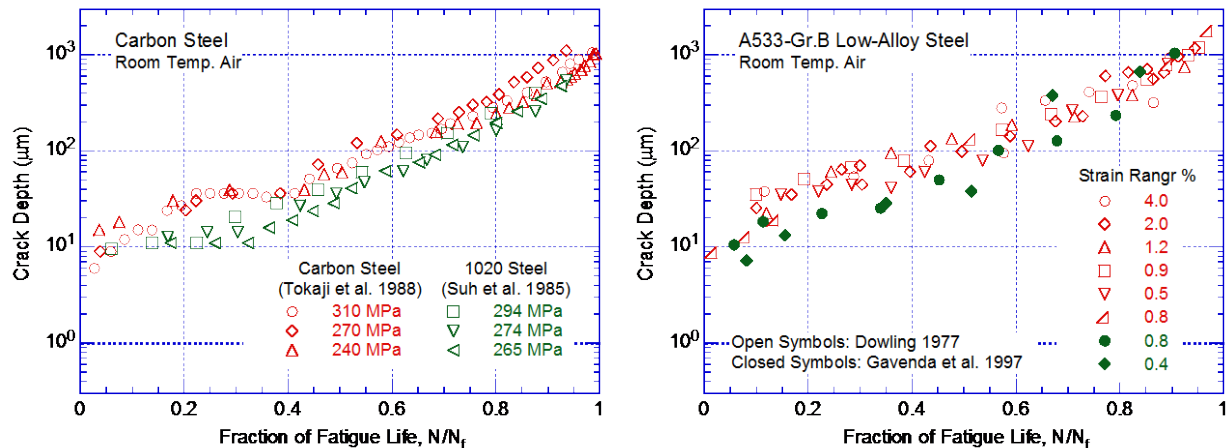 Carbon Steel
Room Temp. Air
10³
10²
10¹
10⁰
Crack Depth (μm)
Carbon Steel
(Tokaji et al. 1988)
310 MPa
270 MPa
240 MPa
1020 Steel
(Suh et al. 1985)
294 MPa
274 MPa
265 MPa
0 0.2 0.4 0.6 0.8 1
Fraction of Fatigue Life, N/Nf
A533-Gr.B Low-Alloy Steel
Room Temp. Air
10³
10²
10¹
10⁰
Crack Depth (μm)
Strain Rangr %
4.0
2.0
1.2
0.9
0.5
0.8
0.8
0.4
Open Symbols: Dowling 1977
Closed Symbols: Gavenda et al. 1997
0 0.2 0.4 0.6 0.8 1
Fraction of Fatigue Life, N/Nf